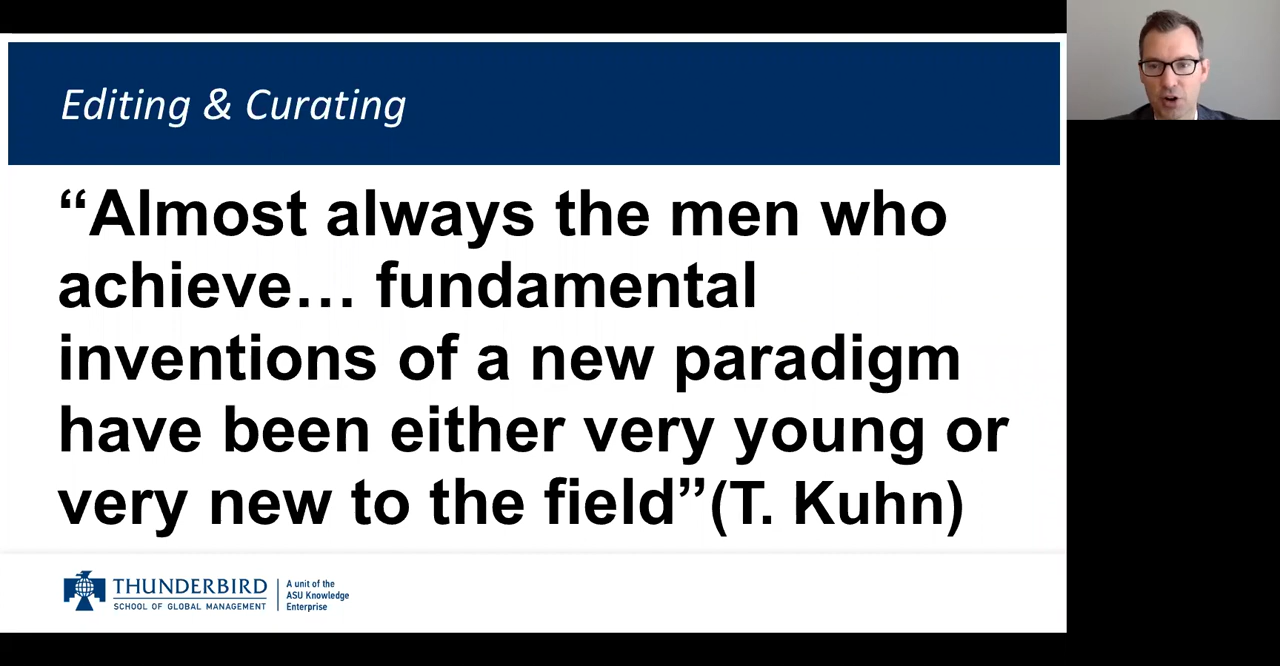 Editing & Curating
“Almost always the men who
achieve… fundamental
inventions of a new paradigm
have been either very young or
very new to the field”(T. Kuhn)
THUNDERBIRD
SCHOOL OF GLOBAL MANAGEMENT
A unit of the
ASU Knowledge
Enterprise